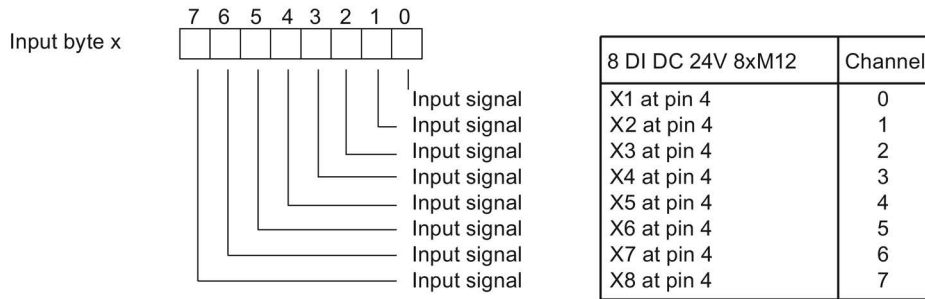 7 6 5 4 3 2 1 0
Input byte x
8 DI DC 24V 8xM12 Channel
Input signal X1 at pin 4 0
Input signal X2 at pin 4 1
Input signal X3 at pin 4 2
Input signal X4 at pin 4 3
Input signal X5 at pin 4 4
Input signal X6 at pin 4 5
Input signal X7 at pin 4 6
Input signal X8 at pin 4 7